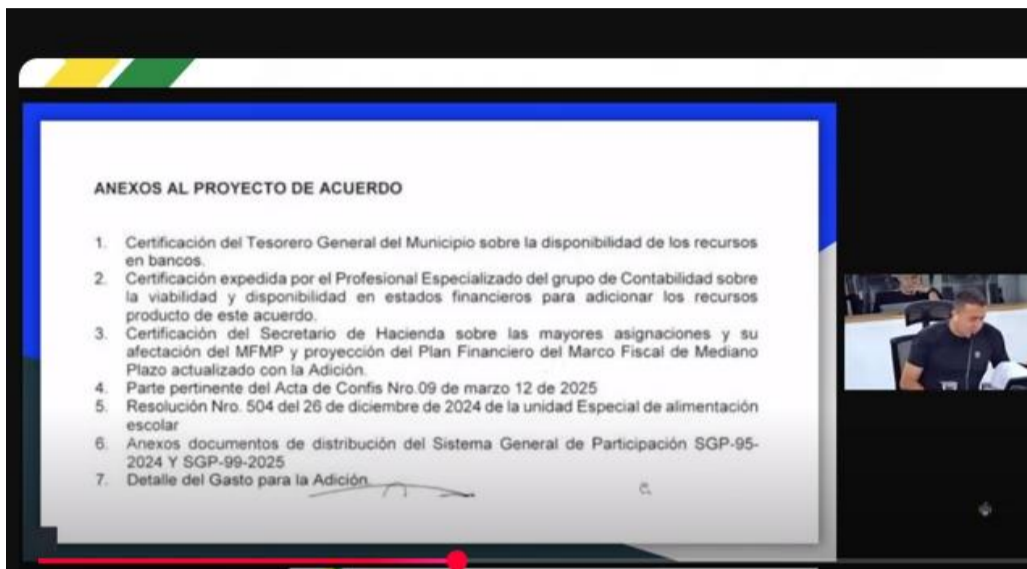 ANEXOS AL PROYECTO DE ACUERDO
1. Certificación del Tesorero General del Municipio sobre la disponibilidad de los recursos
en bancos.
2. Certificación expedida por el Profesional Especializado del grupo de Contabilidad sobre
la viabilidad y disponibilidad en estados financieros para adicionar los recursos
producto de este acuerdo.
3. Certificación del Secretario de Hacienda sobre las mayores asignaciones y su
afectación del MFMP y proyección del Plan Financiero del Marco Fiscal de Mediano
Plazo actualizado con la Adición.
4. Parte pertinente del Acta de Confis Nro.09 de marzo 12 de 2025
5. Resolución Nro. 504 del 26 de diciembre de 2024 de la unidad Especial de alimentación
escolar
6. Anexos documentos de distribución del Sistema General de Participación SGP-95-
2024 Y SGP-99-2025
7. Detalle del Gasto para la Adición.